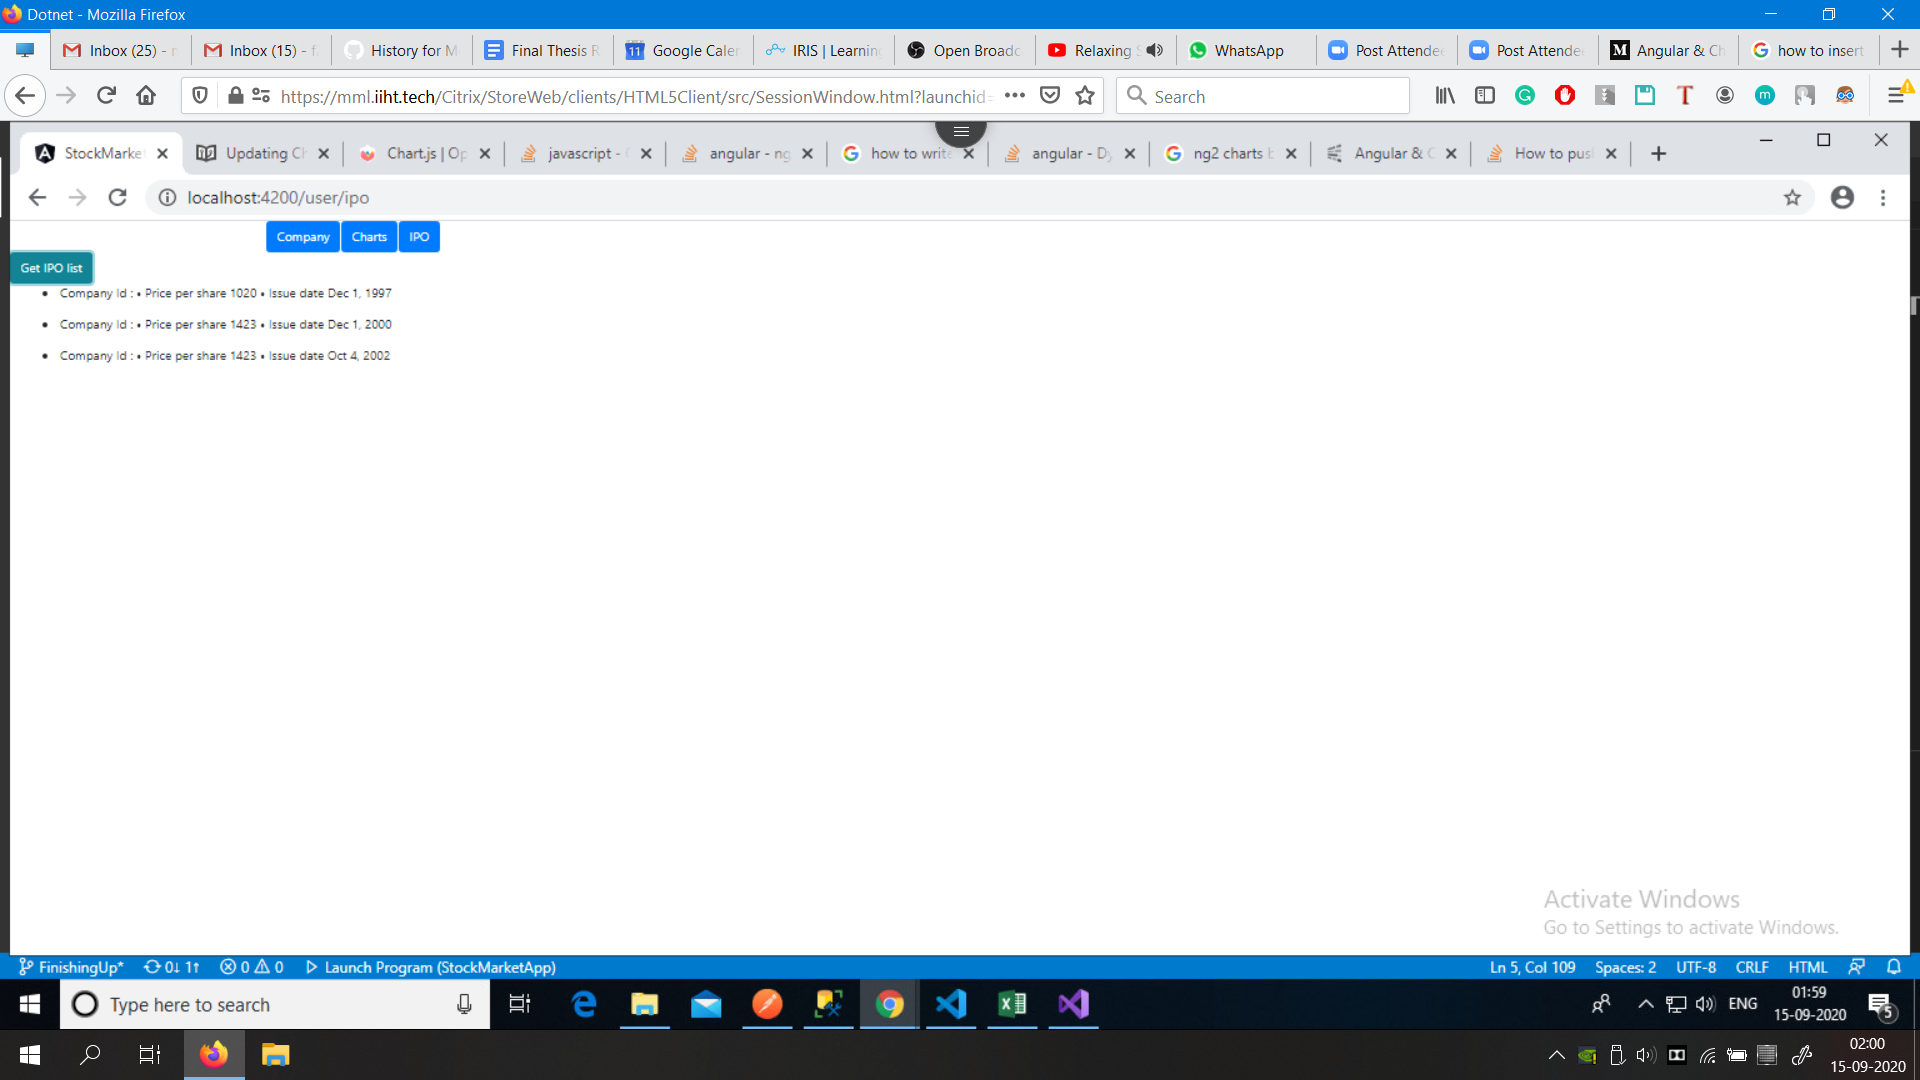 Dotnet - Mozilla Firefox
Inbox (25) -
Inbox (15) -
History for M
Final Thesis R
Google Caler
IRIS | Learning
Open Broadc
Relaxing S
WhatsApp
Post Attende
Post Attende
Angular & Ch
how to insert
https://mml.iiht.tech/Citrix/StoreWeb/clients/HTML5Client/src/SessionWindow.html?launchid=
Search
StockMarke
Updating Ch
Chart.js | Op
javascript -
angular - ng
how to write
angular - Dy
ng2 charts
Angular &
How to pus
localhost:4200/user/ipo
Company Charts IPO
Get IPO list
• Company Id : • Price per share 1020 • Issue date Dec 1, 1997
• Company Id : • Price per share 1423 • Issue date Dec 1, 2000
• Company Id : • Price per share 1423 • Issue date Oct 4, 2002
Activate Windows
Go to Settings to activate Windows.
FinishingUp* 0↓ 1↑ 0 0 Launch Program (StockMarketApp) Ln 5, Col 109 Spaces: 2 UTF-8 CRLF HTML
Type here to search
ENG
01:59
15-09-2020
5
02:00
15-09-2020